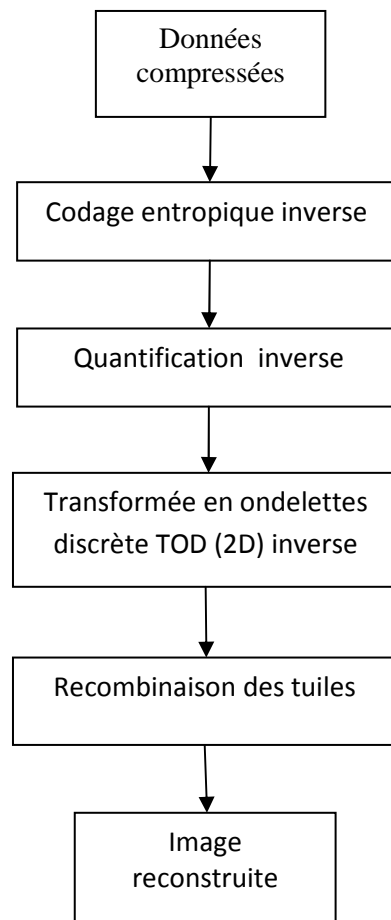 Données
compressées
Codage entropique inverse
Quantification inverse
Transformée en ondelettes
discrète TOD (2D) inverse
Recombinaison des tuiles
Image
reconstruite